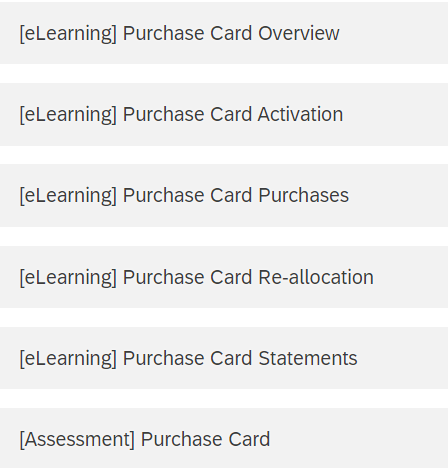 [eLearning] Purchase Card Overview
[eLearning] Purchase Card Activation
[eLearning] Purchase Card Purchases
[eLearning] Purchase Card Re-allocation
[eLearning] Purchase Card Statements
[Assessment] Purchase Card